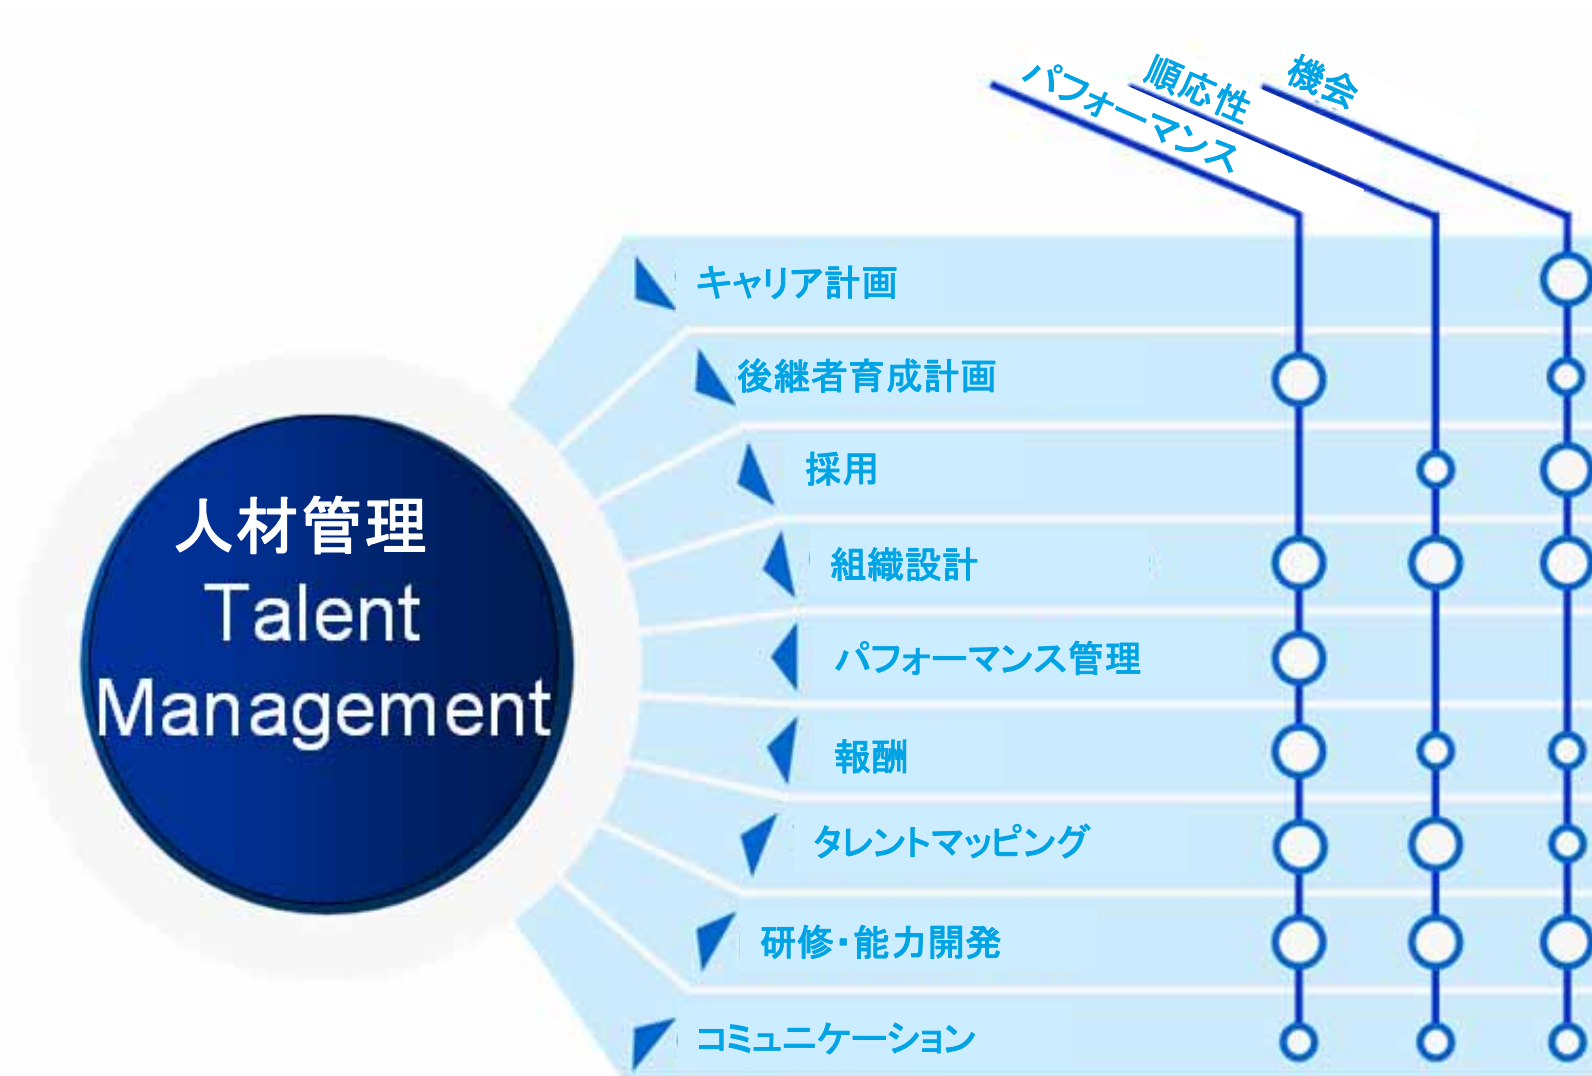 機会
順応性
パフォーマンス
キャリア計画
後継者育成計画
採用
組織設計
パフォーマンス管理
報酬
タレントマッピング
研修・能力開発
コミュニケーション
人材管理
Talent
Management